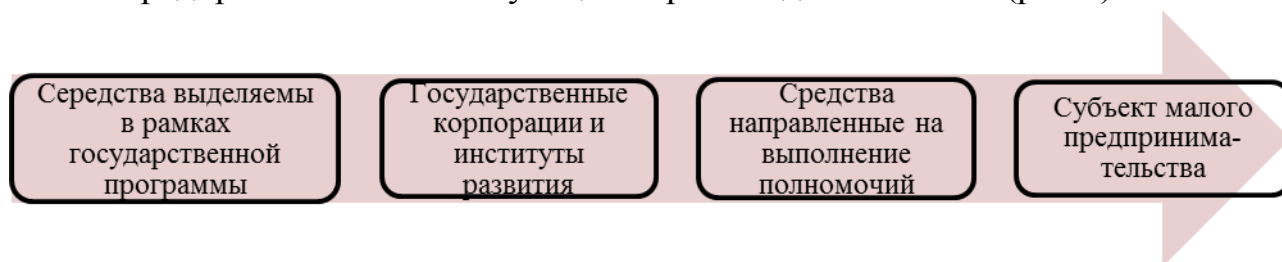 Середства выделяемы
в рамках
государственной
программы
Государственные
корпорации и
институты
развития
Средства
направленные на
выполнение
полномочий
Субъект малого
предпринима-
тельства